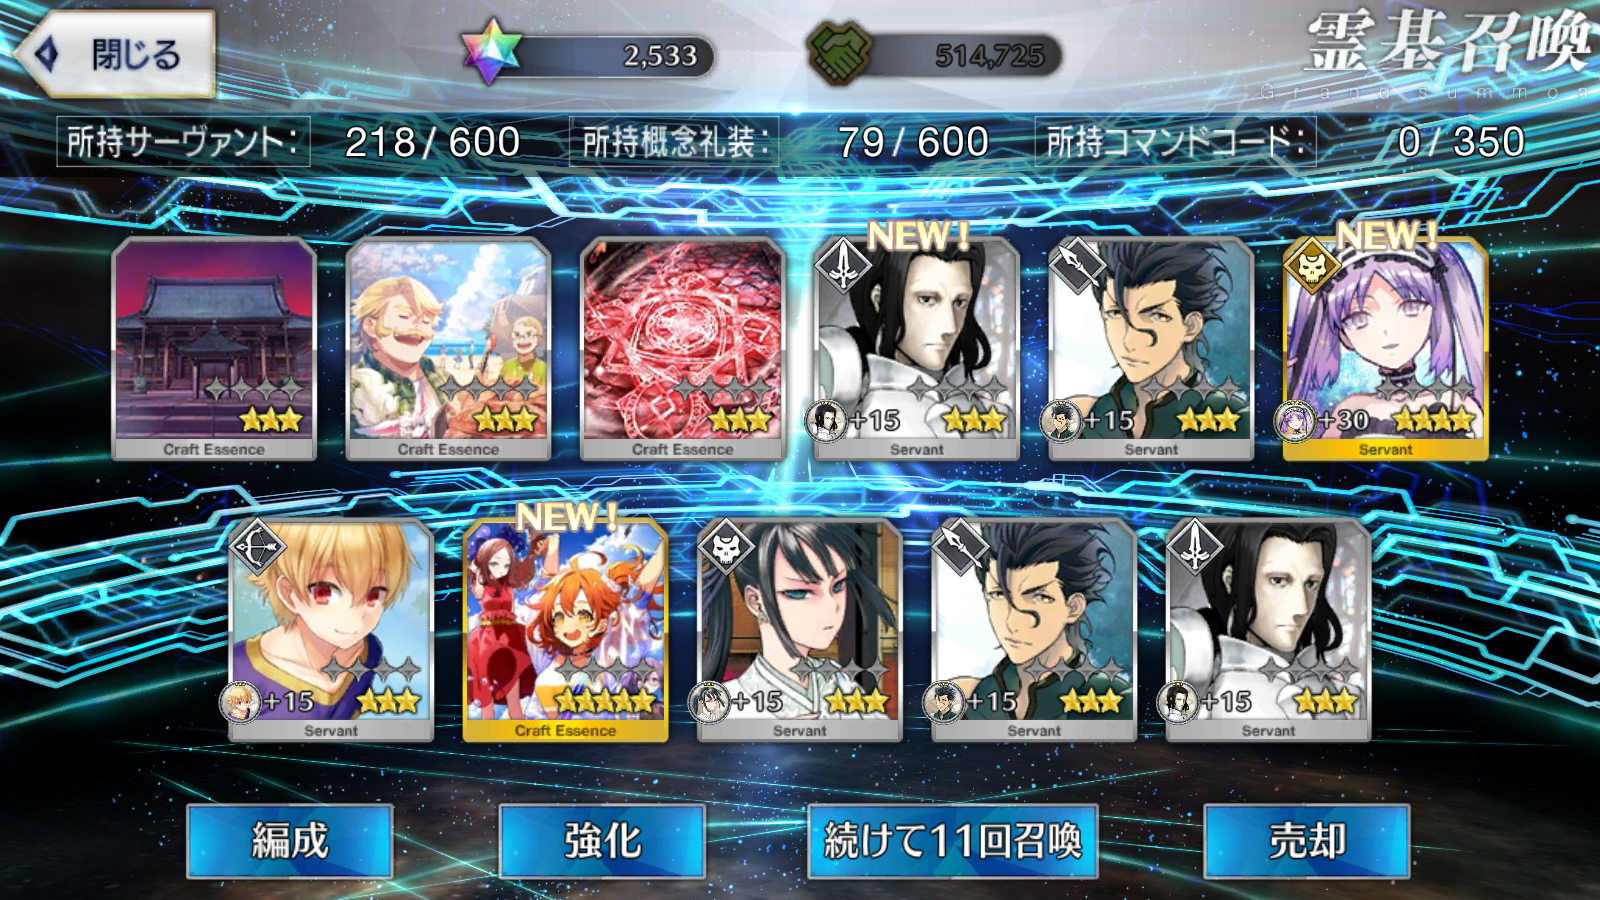 閉じる
2,533
514,725
霊基召喚
Grand summon
所持サーヴァント:
218/600
所持概念礼装:
79/600
所持コマンドコード:
0/350
NEW!
NEW!
+15
+15
+30
Craft Essence
Craft Essence
Craft Essence
Servant
Servant
Servant
NEW!
+15
+15
+15
+15
Servant
Craft Essence
Servant
Servant
Servant
編成
強化
続けて11回召喚
売却